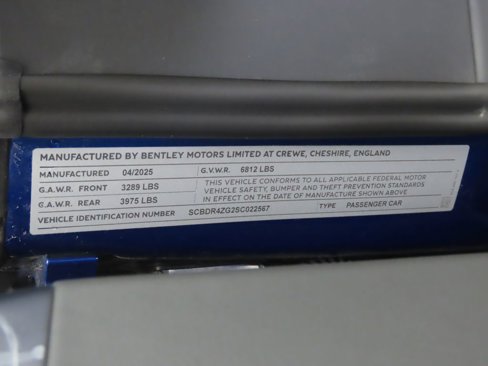 MANUFACTURED BY BENTLEY MOTORS LIMITED AT CREWE, CHESHIRE, ENGLAND
MANUFACTURED 04/2025 G.V.W.R. 6812 LBS
G.A.W.R. FRONT 3289 LBS
G.A.W.R. REAR 3975 LBS
THIS VEHICLE CONFORMS TO ALL APPLICABLE FEDERAL MOTOR
VEHICLE SAFETY, BUMPER AND THEFT PREVENTION STANDARDS
IN EFFECT ON THE DATE OF MANUFACTURE SHOWN ABOVE
VEHICLE IDENTIFICATION NUMBER SCBDR4ZG2SC022567 TYPE PASSENGER CAR